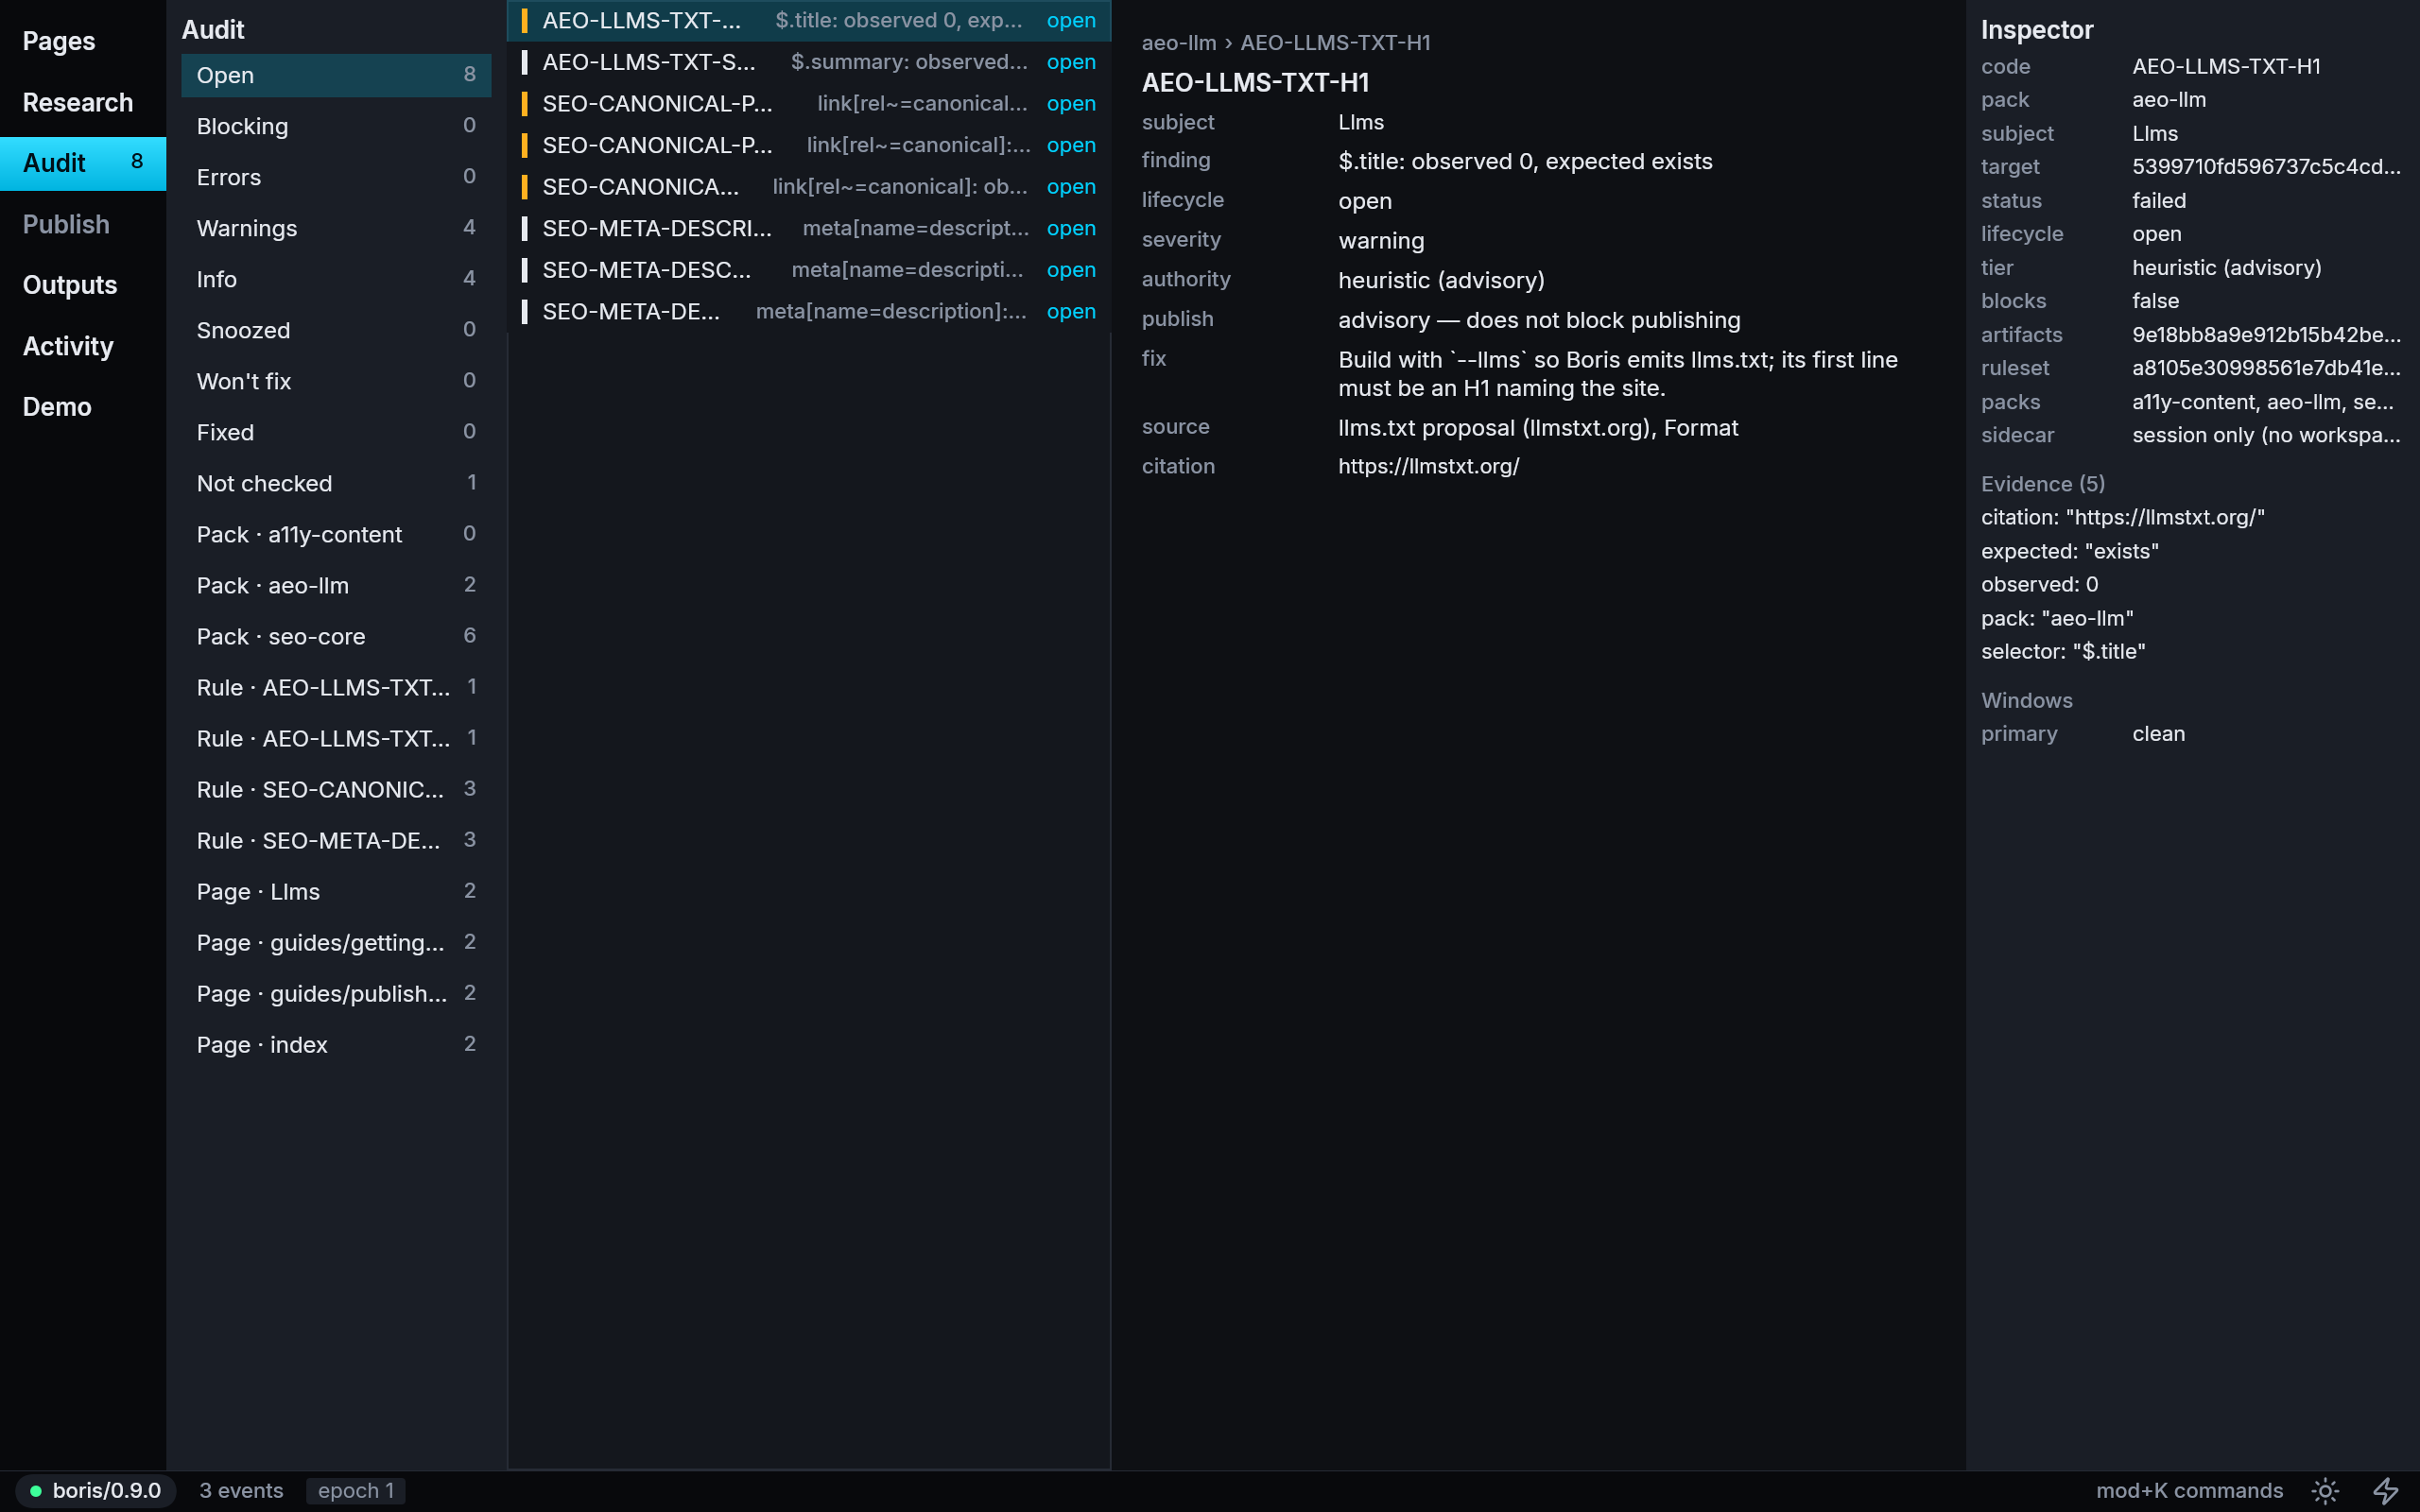 Pages
Research
Audit 8
Publish
Outputs
Activity
Demo
Audit
Open 8
Blocking 0
Errors 0
Warnings 4
Info 4
Snoozed 0
Won't fix 0
Fixed 0
Not checked 1
Pack · a11y-content 0
Pack · aeo-llm 2
Pack · seo-core 6
Rule · AEO-LLMS-TXT... 1
Rule · AEO-LLMS-TXT... 1
Rule · SEO-CANONIC... 3
Rule · SEO-META-DE... 3
Page · Llms 2
Page · guides/getting... 2
Page · guides/publish... 2
Page · index 2
AEO-LLMS-TXT-... $.title: observed 0, exp... open
AEO-LLMS-TXT-S... $.summary: observed... open
SEO-CANONICAL-P... link[rel~=canonical... open
SEO-CANONICAL-P... link[rel~=canonical]:... open
SEO-CANONICA... link[rel~=canonical]: ob... open
SEO-META-DESCRI... meta[name=descript... open
SEO-META-DESC... meta[name=descripti... open
SEO-META-DE... meta[name=description]:... open
aeo-llm › AEO-LLMS-TXT-H1
AEO-LLMS-TXT-H1
subject Llms
finding $.title: observed 0, expected exists
lifecycle open
severity warning
authority heuristic (advisory)
publish advisory — does not block publishing
fix Build with `--llms` so Boris emits llms.txt; its first line
must be an H1 naming the site.
source llms.txt proposal (llmstxt.org), Format
citation https://llmstxt.org/
Inspector
code AEO-LLMS-TXT-H1
pack aeo-llm
subject Llms
target 5399710fd596737c5c4cd...
status failed
lifecycle open
tier heuristic (advisory)
blocks false
artifacts 9e18bb8a9e912b15b42be...
ruleset a8105e30998561e7db41e...
packs a11y-content, aeo-llm, se...
sidecar session only (no workspa...
Evidence (5)
citation: "https://llmstxt.org/"
expected: "exists"
observed: 0
pack: "aeo-llm"
selector: "$.title"
Windows
primary clean
boris/0.9.0 3 events epoch 1 mod+K commands